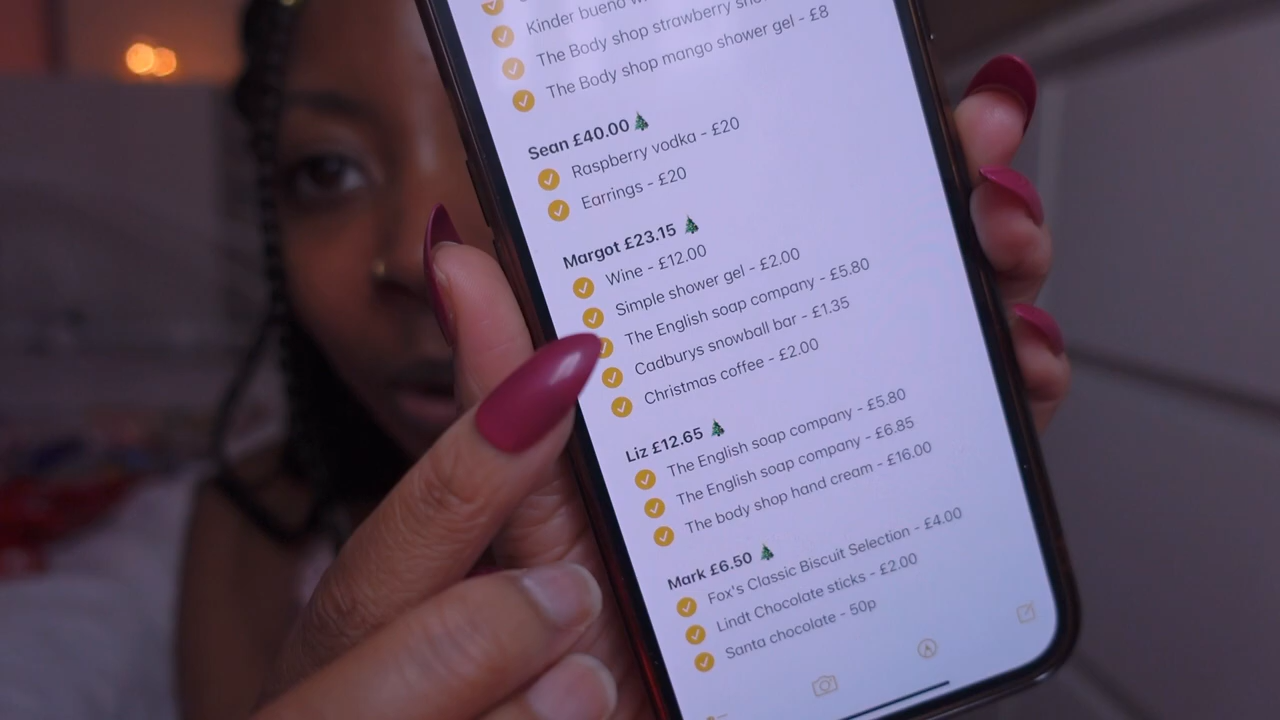 Kinder bueno
The Body shop strawberry
The Body shop mango shower gel - £8
Sean £40.00🎄
Raspberry vodka - £20
Earrings - £20
Margot £23.15 🎄
Wine - £12.00
Simple shower gel - £2.00
The English soap company - £5.80
Cadburys snowball bar - £1.35
Christmas coffee - £2.00
Liz £12.65 🎄
The English soap company - £5.80
The English soap company - £6.85
The body shop hand cream - £16.00
Mark £6.50 🎄
Fox's Classic Biscuit Selection - £4.00
Lindt Chocolate sticks - £2.00
Santa chocolate - 50p